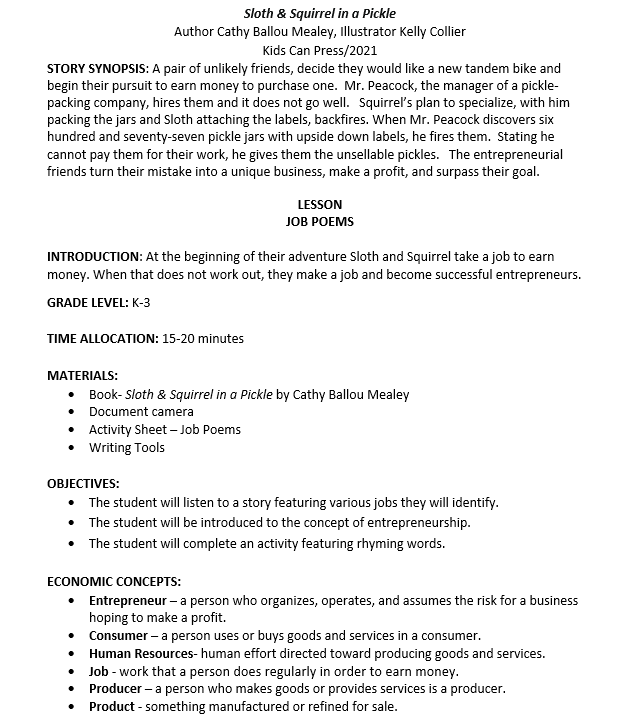 Sloth & Squirrel in a Pickle
Author Cathy Ballou Mealey, Illustrator Kelly Collier
Kids Can Press/2021
STORY SYNOPSIS: A pair of unlikely friends, decide they would like a new tandem bike and
begin their pursuit to earn money to purchase one.  Mr. Peacock, the manager of a pickle-
packing company, hires them and it does not go well.   Squirrel's plan to specialize, with him
packing the jars and Sloth attaching the labels, backfires. When Mr. Peacock discovers six
hundred and seventy-seven pickle jars with upside down labels, he fires them.  Stating he
cannot pay them for their work, he gives them the unsellable pickles.   The entrepreneurial
friends turn their mistake into a unique business, make a profit, and surpass their goal.
LESSON
JOB POEMS
INTRODUCTION: At the beginning of their adventure Sloth and Squirrel take a job to earn
money. When that does not work out, they make a job and become successful entrepreneurs.
GRADE LEVEL: K-3
TIME ALLOCATION: 15-20 minutes
MATERIALS:
• Book- Sloth & Squirrel in a Pickle by Cathy Ballou Mealey
• Document camera
• Activity Sheet – Job Poems
• Writing Tools
OBJECTIVES:
• The student will listen to a story featuring various jobs they will identify.
• The student will be introduced to the concept of entrepreneurship.
• The student will complete an activity featuring rhyming words.
ECONOMIC CONCEPTS:
• Entrepreneur – a person who organizes, operates, and assumes the risk for a business
hoping to make a profit.
• Consumer – a person uses or buys goods and services in a consumer.
• Human Resources- human effort directed toward producing goods and services.
• Job - work that a person does regularly in order to earn money.
• Producer – a person who makes goods or provides services is a producer.
• Product - something manufactured or refined for sale.